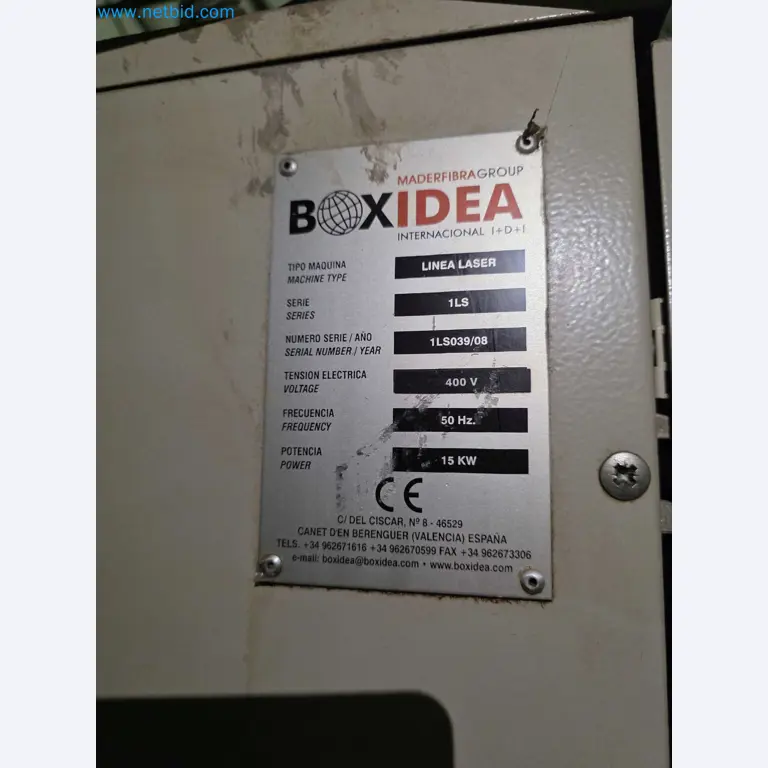 www.netbid.com
MADERFIBRAGROUP
BOXIDEA
INTERNACIONAL I+D+I
TIPO MAQUINA
MACHINE TYPE
LINEA LASER
SERIE
SERIES
1LS
NUMERO SERIE / AÑO
SERIAL NUMBER / YEAR
1LS039/08
TENSION ELECTRICA
VOLTAGE
400 V
FRECUENCIA
FREQUENCY
50 Hz.
POTENCIA
POWER
15 KW
CE
C/ DEL CISCAR, Nº 8 - 46529
CANET D'EN BERENGUER (VALENCIA) ESPAÑA
TELS. +34 962671616 +34 962670599 FAX +34 962673306
e-mail: boxidea@boxidea.com • www.boxidea.com